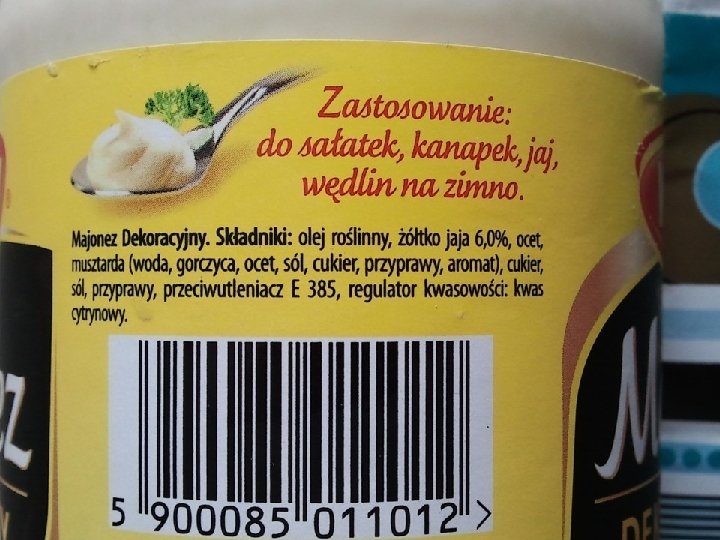 Zastosowanie:
do sałatek, kanapek, jaj,
wędlin na zimno.
Majonez Dekoracyjny. Składniki: olej roślinny, żółtko jaja 6,0%, ocet,
musztarda (woda, gorczyca, ocet, sól, cukier, przyprawy, aromat), cukier,
sól, przyprawy, przeciwutleniacz E 385, regulator kwasowości: kwas
cytrynowy.
5 900085 011012 >